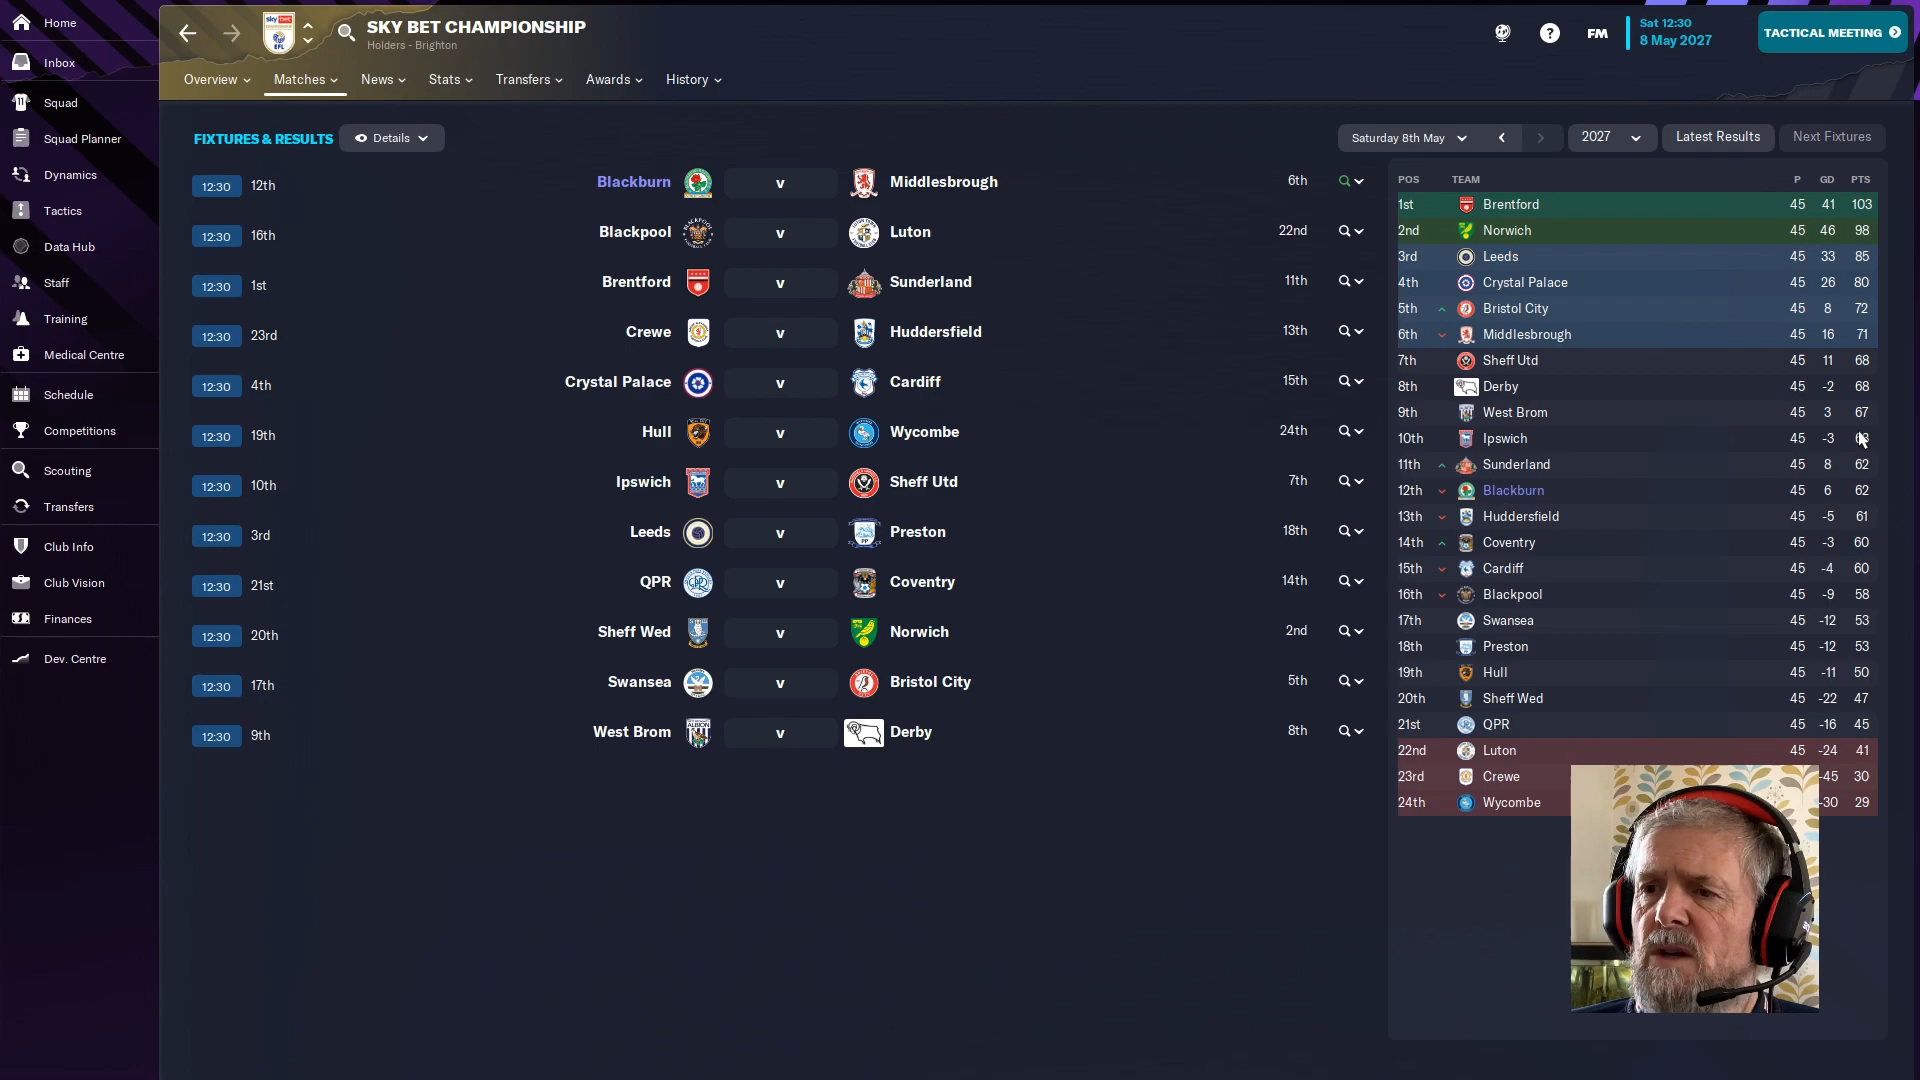 Home
Inbox
Squad
Squad Planner
Dynamics
Tactics
Data Hub
Staff
Training
Medical Centre
Schedule
Competitions
Scouting
Transfers
Club Info
Club Vision
Finances
Dev. Centre
SKY BET CHAMPIONSHIP
Holders - Brighton
FM
Sat 12:30
8 May 2027
TACTICAL MEETING
Overview Matches News Stats Transfers Awards History
FIXTURES & RESULTS Details
Saturday 8th May 2027 Latest Results Next Fixtures
12:30 12th Blackburn v Middlesbrough 6th
12:30 16th Blackpool v Luton 22nd
12:30 1st Brentford v Sunderland 11th
12:30 23rd Crewe v Huddersfield 13th
12:30 4th Crystal Palace v Cardiff 15th
12:30 19th Hull v Wycombe 24th
12:30 10th Ipswich v Sheff Utd 7th
12:30 3rd Leeds v Preston 18th
12:30 21st QPR v Coventry 14th
12:30 20th Sheff Wed v Norwich 2nd
12:30 17th Swansea v Bristol City 5th
12:30 9th West Brom v Derby 8th
POS TEAM P GD PTS
1st Brentford 45 41 103
2nd Norwich 45 46 98
3rd Leeds 45 33 85
4th Crystal Palace 45 26 80
5th Bristol City 45 8 72
6th Middlesbrough 45 16 71
7th Sheff Utd 45 11 68
8th Derby 45 -2 68
9th West Brom 45 3 67
10th Ipswich 45 -3
11th Sunderland 45 8 62
12th Blackburn 45 6 62
13th Huddersfield 45 -5 61
14th Coventry 45 -3 60
15th Cardiff 45 -4 60
16th Blackpool 45 -9 58
17th Swansea 45 -12 53
18th Preston 45 -12 53
19th Hull 45 -11 50
20th Sheff Wed 45 -22 47
21st QPR 45 -16 45
22nd Luton 45 -24 41
23rd Crewe -45 30
24th Wycombe -30 29